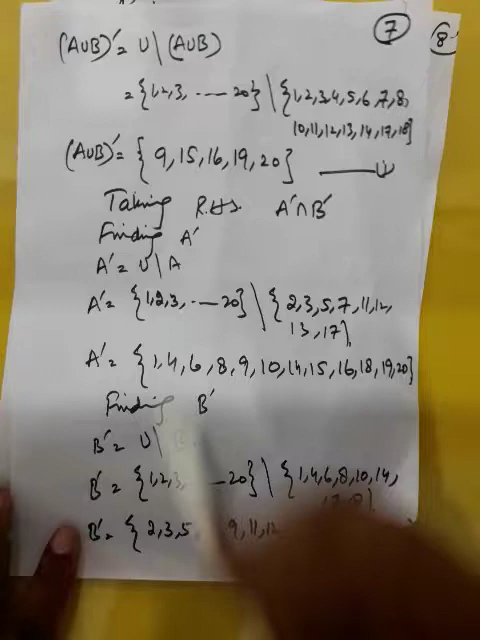 7
8
(A∪B)′ = U \ (A∪B)
= {1,2,3, ---- 20} \ {1,2,3,4,5,6,7,8,
10,11,12,13,14,17,18}
(A∪B)′ = { 9,15,16,19,20} —— (i)
Taking R.H.S A′∩B′
Finding A′
A′ = U \ A
A′ = {1,2,3, --- 20} \ {2,3,5,7,11,12,
13,17}
A′ = {1,4,6,8,9,10,14,15,16,18,19,20}
Finding B′
B′ = U \
B′ = {1,2,3, --20} \ {1,4,6,8,10,14,
B′ = {2,3,5 9,11,12